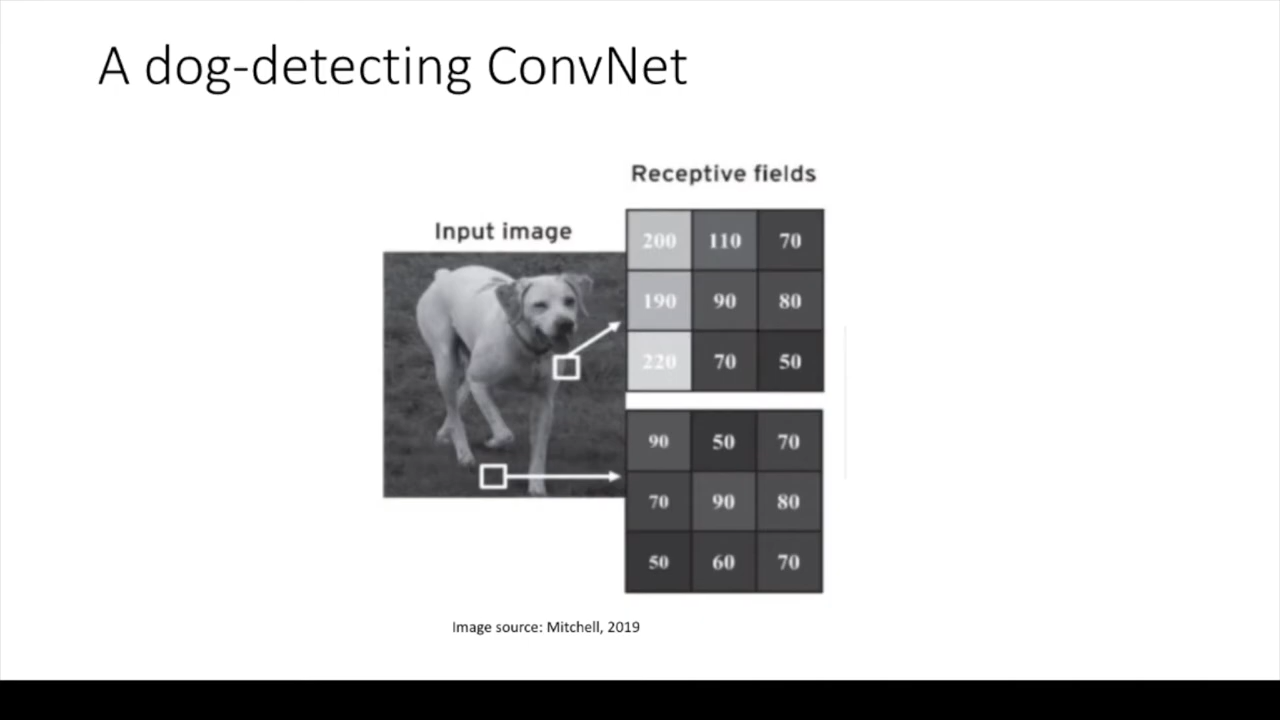 A dog-detecting ConvNet
Receptive fields
Input image
200 110 70
190 90 80
220 70 50
90 50 70
70 90 80
50 60 70
Image source: Mitchell, 2019